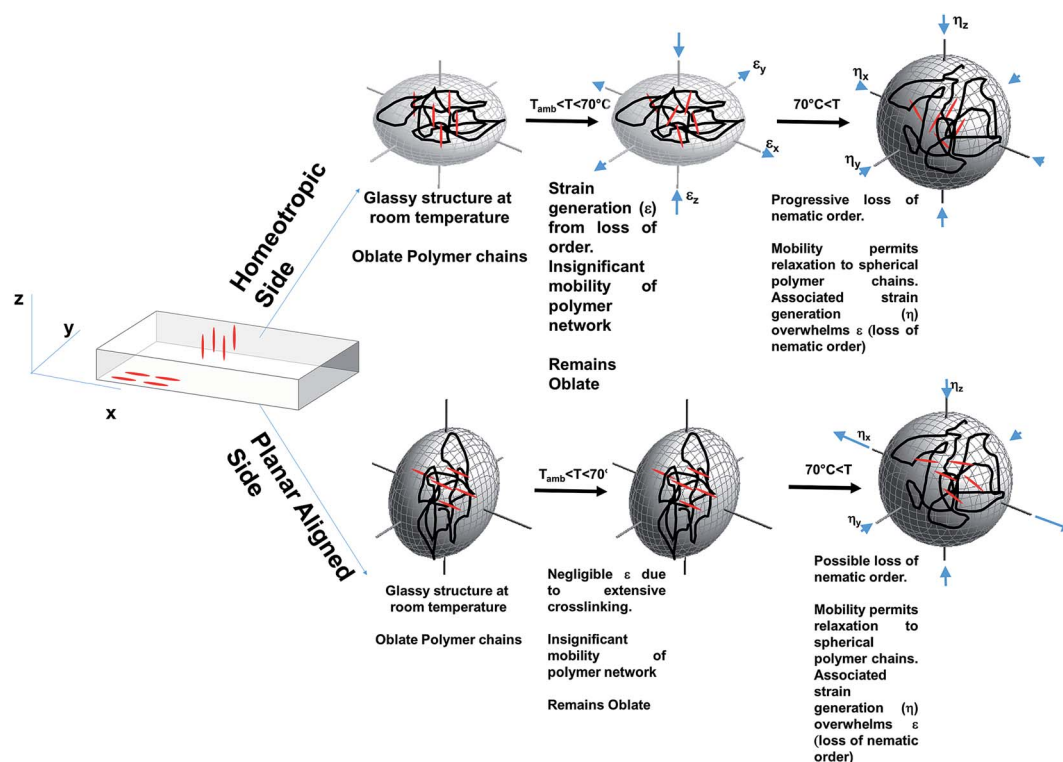 Homeotropic
Side
Glassy structure at
room temperature
Oblate Polymer chains
Tamb<T<70°C
εy
εx
εz
Strain
generation (ε)
from loss of
order.
Insignificant
mobility of
polymer
network
Remains
Oblate
70°C<T
ηz
ηx
ηy
Progressive loss of
nematic order.
Mobility permits
relaxation to spherical
polymer chains.
Associated strain
generation (η)
overwhelms ε (loss of
nematic order)
z
y
x
Planar Aligned
Side
Glassy structure at
room temperature
Oblate Polymer chains
Tamb<T<70°
Negligible ε due
to extensive
crosslinking.
Insignificant
mobility of
polymer network
Remains Oblate
70°C<T
ηz
ηx
ηy
Possible loss of
nematic order.
Mobility permits
relaxation to
spherical
polymer chains.
Associated
strain
generation (η)
overwhelms ε
(loss of nematic
order)